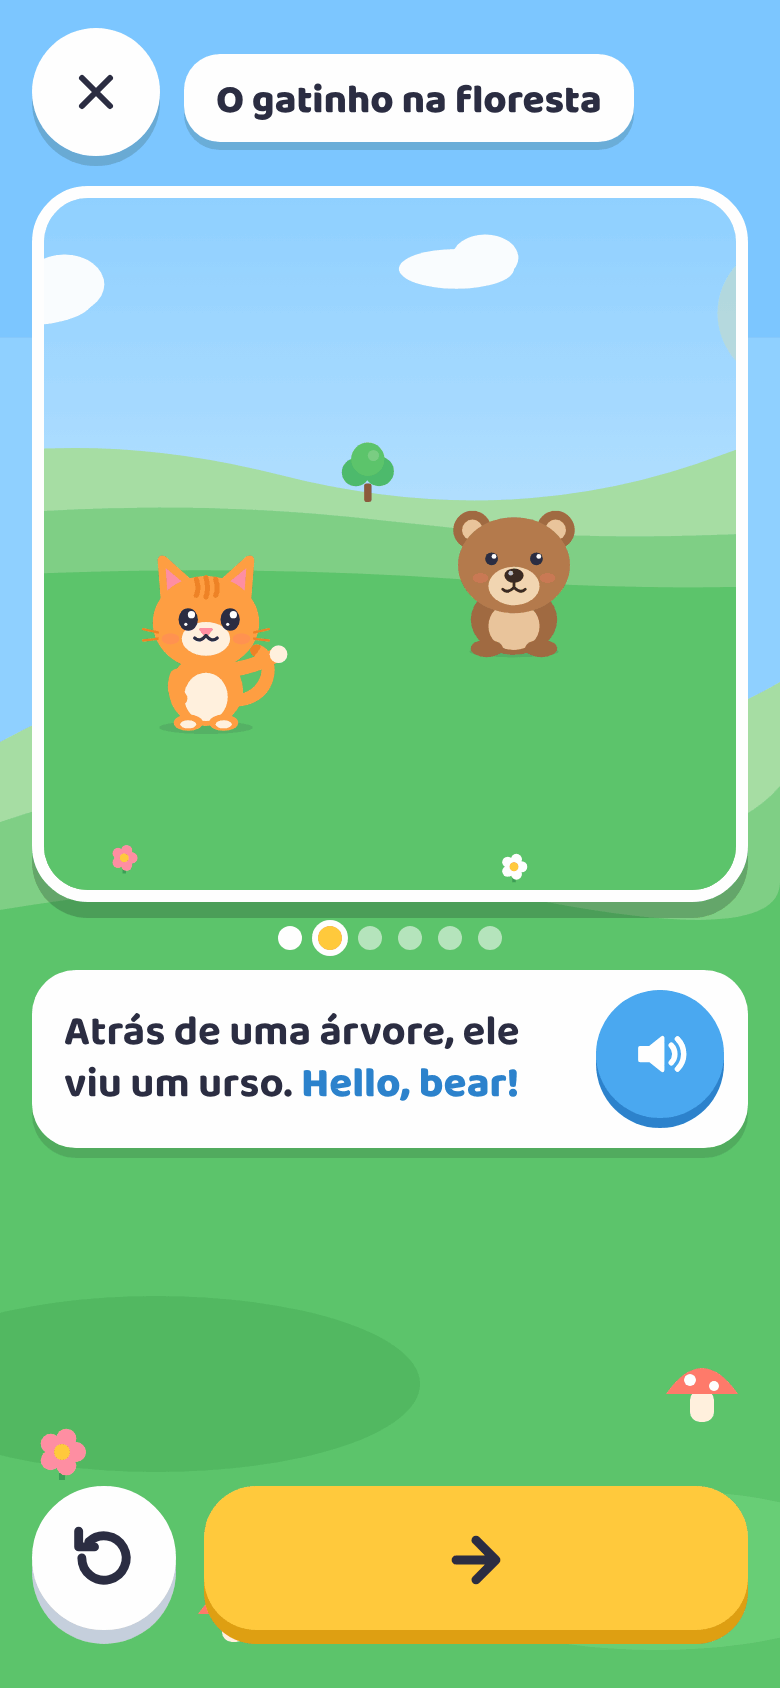 O gatinho na floresta
Atrás de uma árvore, ele
viu um urso. Hello, bear!